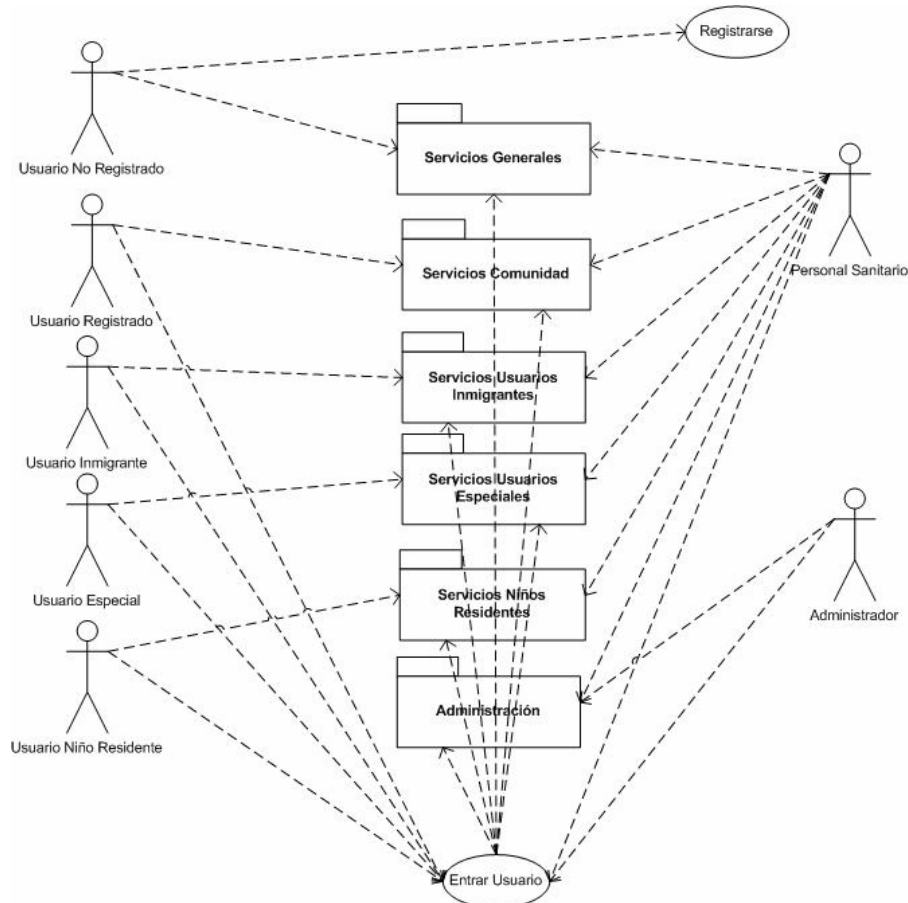 Registrarse
Usuario No Registrado
Servicios Generales
Personal Sanitario
Servicios Comunidad
Usuario Registrado
Servicios Usuarios
Inmigrantes
Usuario Inmigrante
Servicios Usuarios
Especiales
Usuario Especial
Servicios Niños
Residentes
Administrador
Administración
Usuario Niño Residente
Entrar Usuario